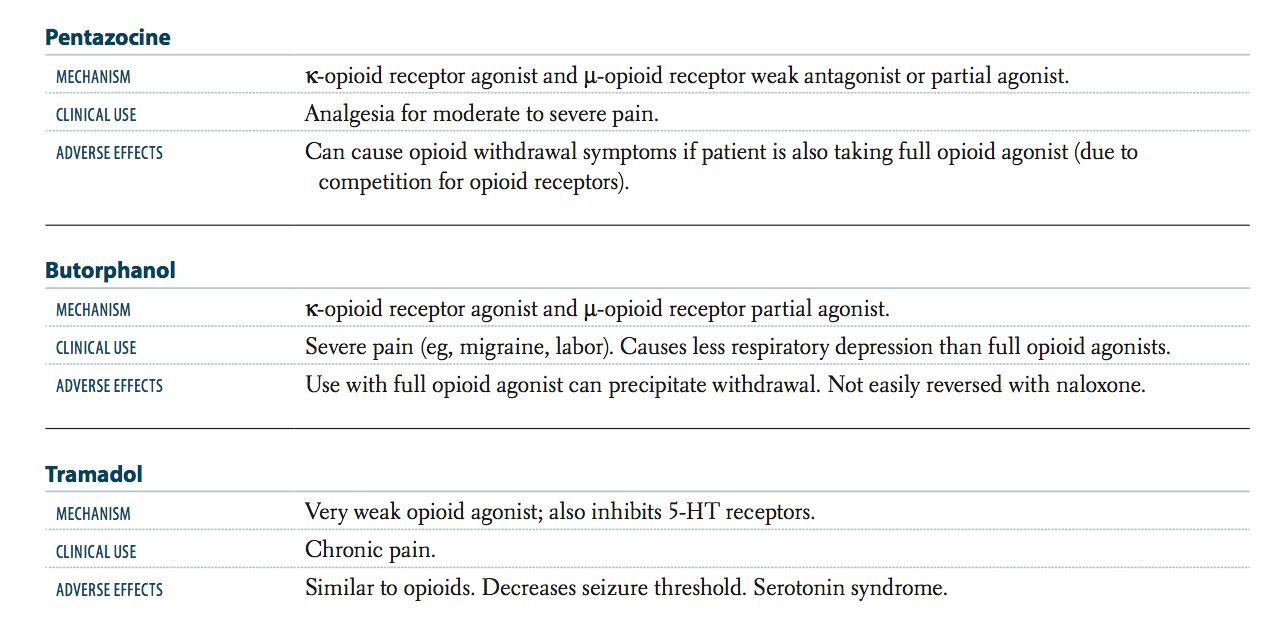 Pentazocine
MECHANISM κ-opioid receptor agonist and μ-opioid receptor weak antagonist or partial agonist.
CLINICAL USE Analgesia for moderate to severe pain.
ADVERSE EFFECTS Can cause opioid withdrawal symptoms if patient is also taking full opioid agonist (due to
competition for opioid receptors).
Butorphanol
MECHANISM κ-opioid receptor agonist and μ-opioid receptor partial agonist.
CLINICAL USE Severe pain (eg, migraine, labor). Causes less respiratory depression than full opioid agonists.
ADVERSE EFFECTS Use with full opioid agonist can precipitate withdrawal. Not easily reversed with naloxone.
Tramadol
MECHANISM Very weak opioid agonist; also inhibits 5-HT receptors.
CLINICAL USE Chronic pain.
ADVERSE EFFECTS Similar to opioids. Decreases seizure threshold. Serotonin syndrome.